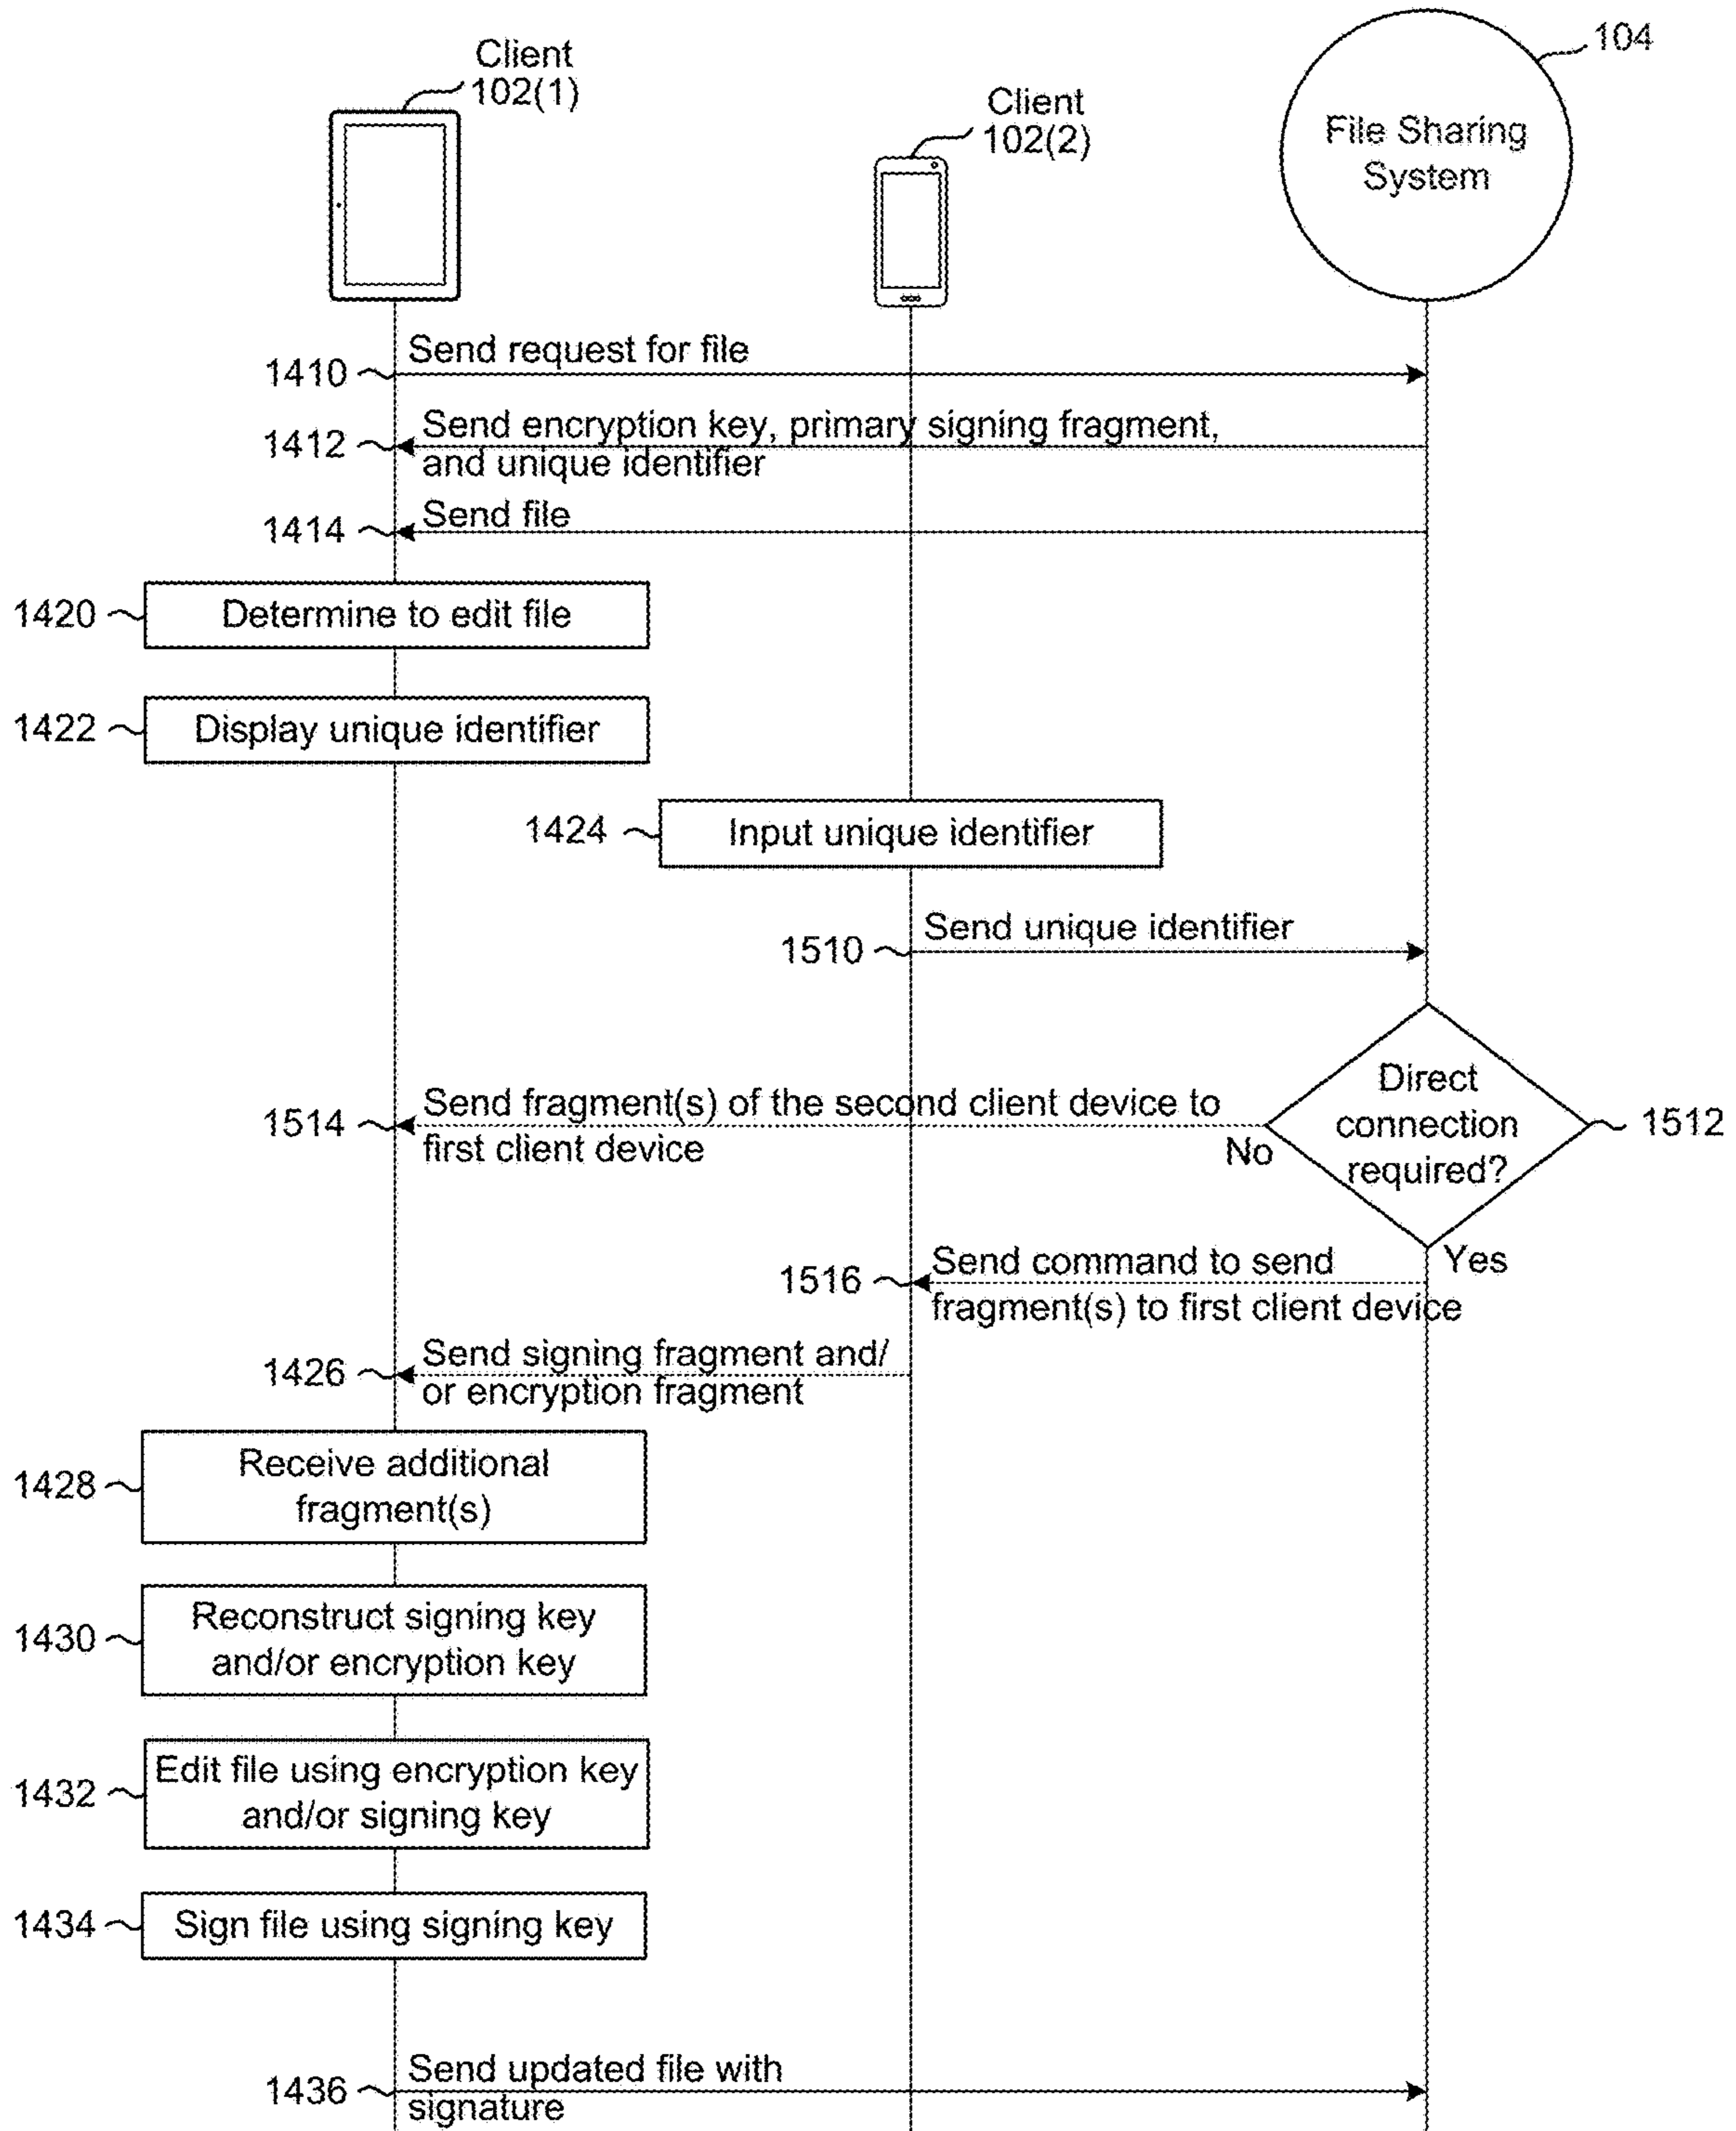 Client
102(1)
Client
102(2)
104
File Sharing
System
1410
Send request for file
1412
Send encryption key, primary signing fragment,
and unique identifier
1414
Send file
1420
Determine to edit file
1422
Display unique identifier
1424
Input unique identifier
1510
Send unique identifier
Direct
connection
required?
1512
1514
Send fragment(s) of the second client device to
first client device
No
Yes
1516
Send command to send
fragment(s) to first client device
1426
Send signing fragment and/
or encryption fragment
1428
Receive additional
fragment(s)
1430
Reconstruct signing key
and/or encryption key
1432
Edit file using encryption key
and/or signing key
1434
Sign file using signing key
1436
Send updated file with
signature